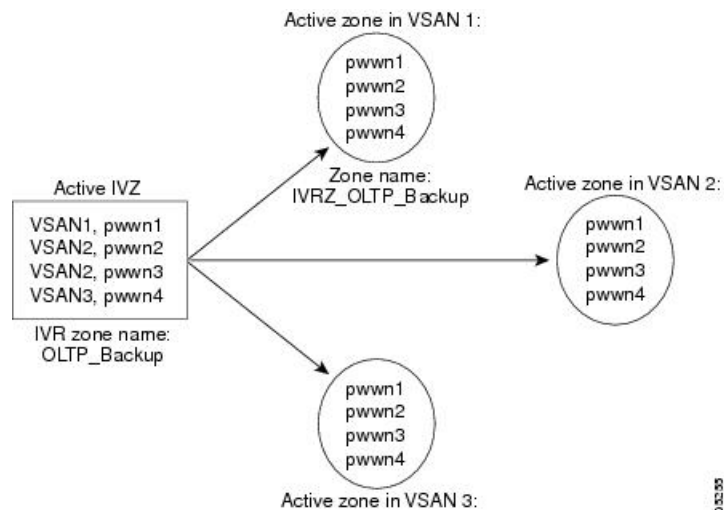 Active zone in VSAN 1:
pwwn1
pwwn2
pwwn3
pwwn4
Zone name:
IVRZ_OLTP_Backup
Active IVZ
VSAN1, pwwn1
VSAN2, pwwn2
VSAN2, pwwn3
VSAN3, pwwn4
IVR zone name:
OLTP_Backup
Active zone in VSAN 2:
pwwn1
pwwn2
pwwn3
pwwn4
pwwn1
pwwn2
pwwn3
pwwn4
Active zone in VSAN 3: